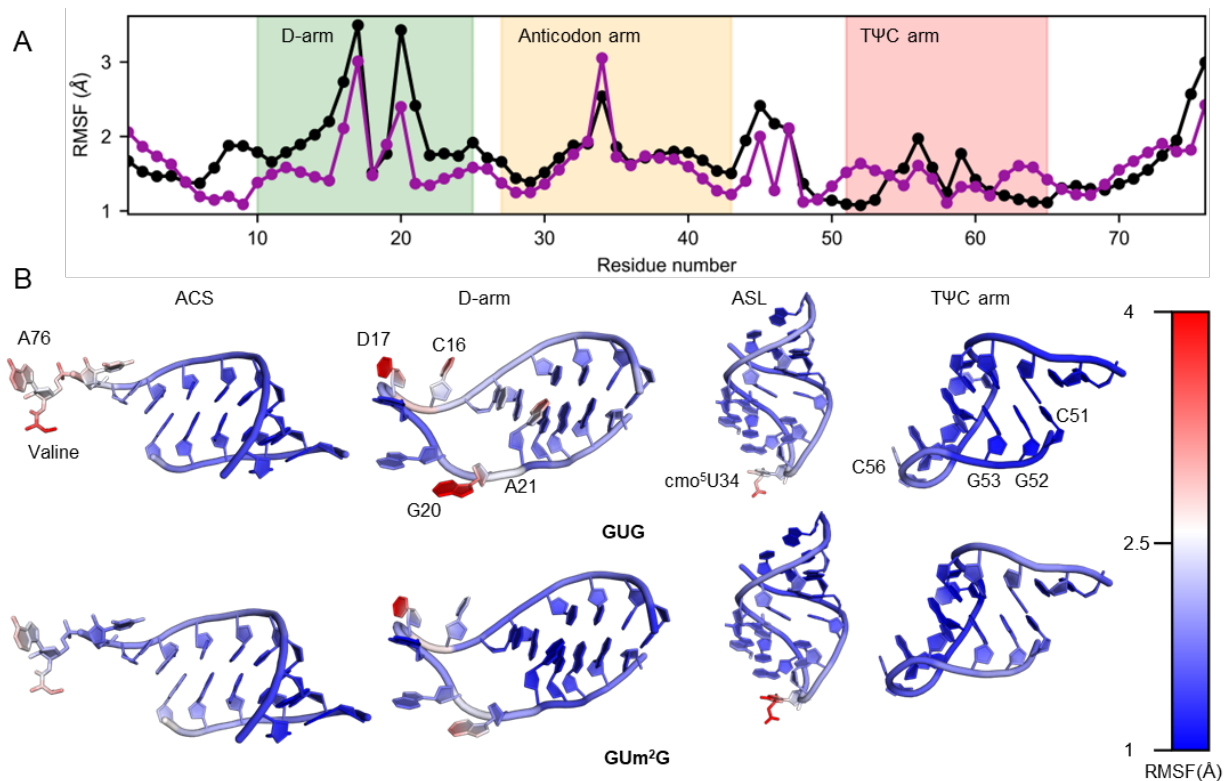 A
D-arm
Anticodon arm
TΨC arm
RMSF (Å)
3
2
1
10
20
30
40
50
60
70
Residue number
B
ACS
D-arm
ASL
TΨC arm
4
A76
D17
C16
Valine
C51
C56
cmo⁵U34
G53
G52
A21
G20
GUG
2.5
GUm²G
1
RMSF(Å)